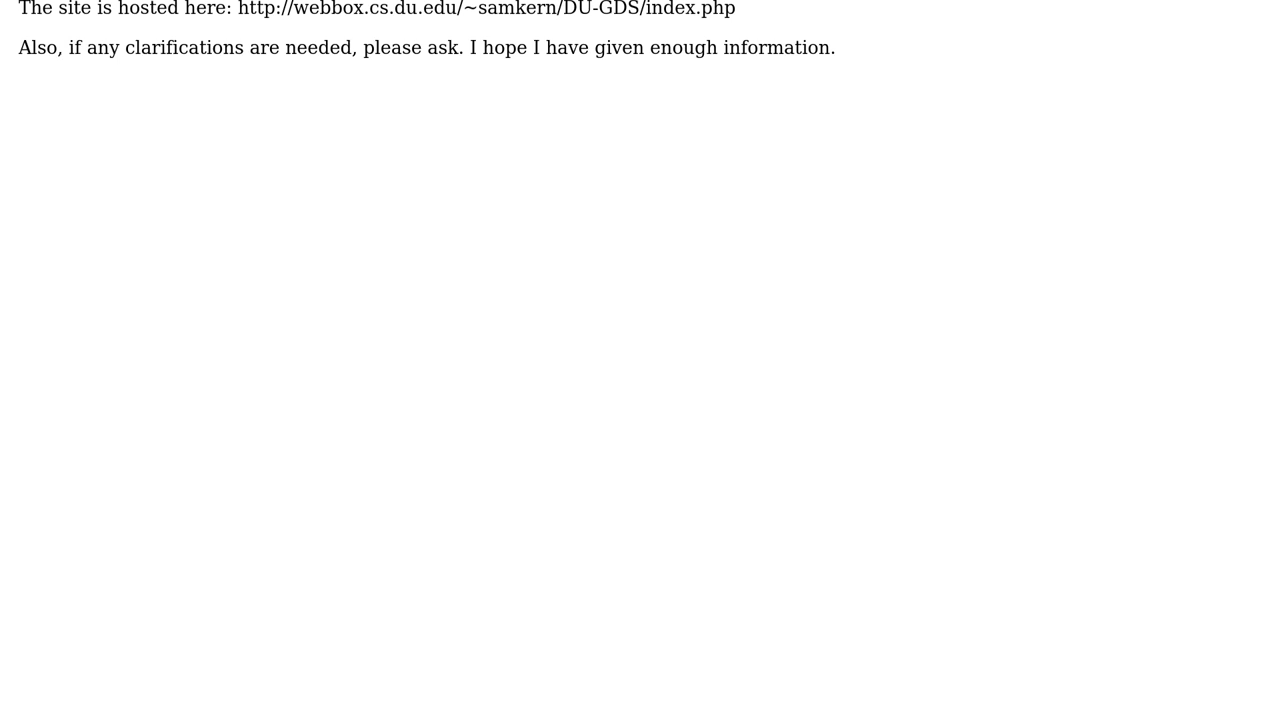 The site is hosted here: http://webbox.cs.du.edu/~samkern/DU-GDS/index.php
Also, if any clarifications are needed, please ask. I hope I have given enough information.